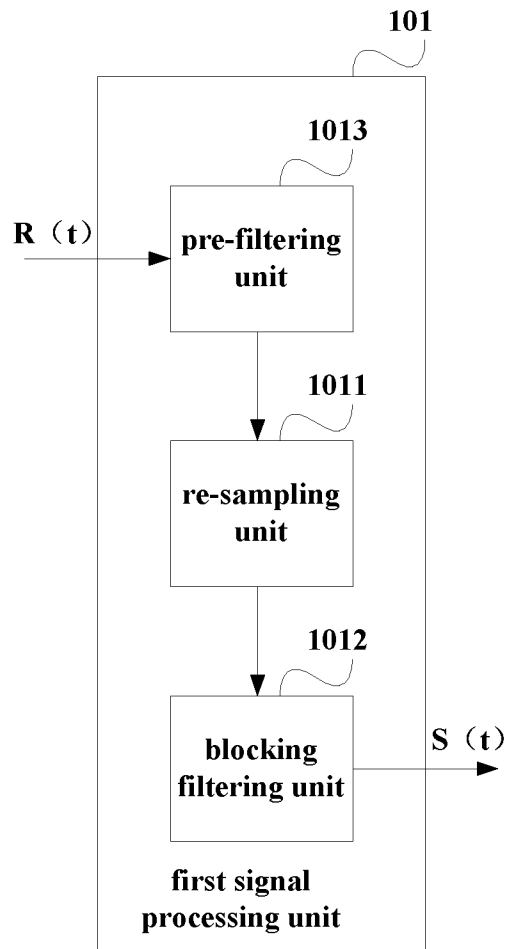 101
1013
R（t）
pre-filtering
unit
1011
re-sampling
unit
1012
blocking
filtering unit
S（t）
first signal
processing unit